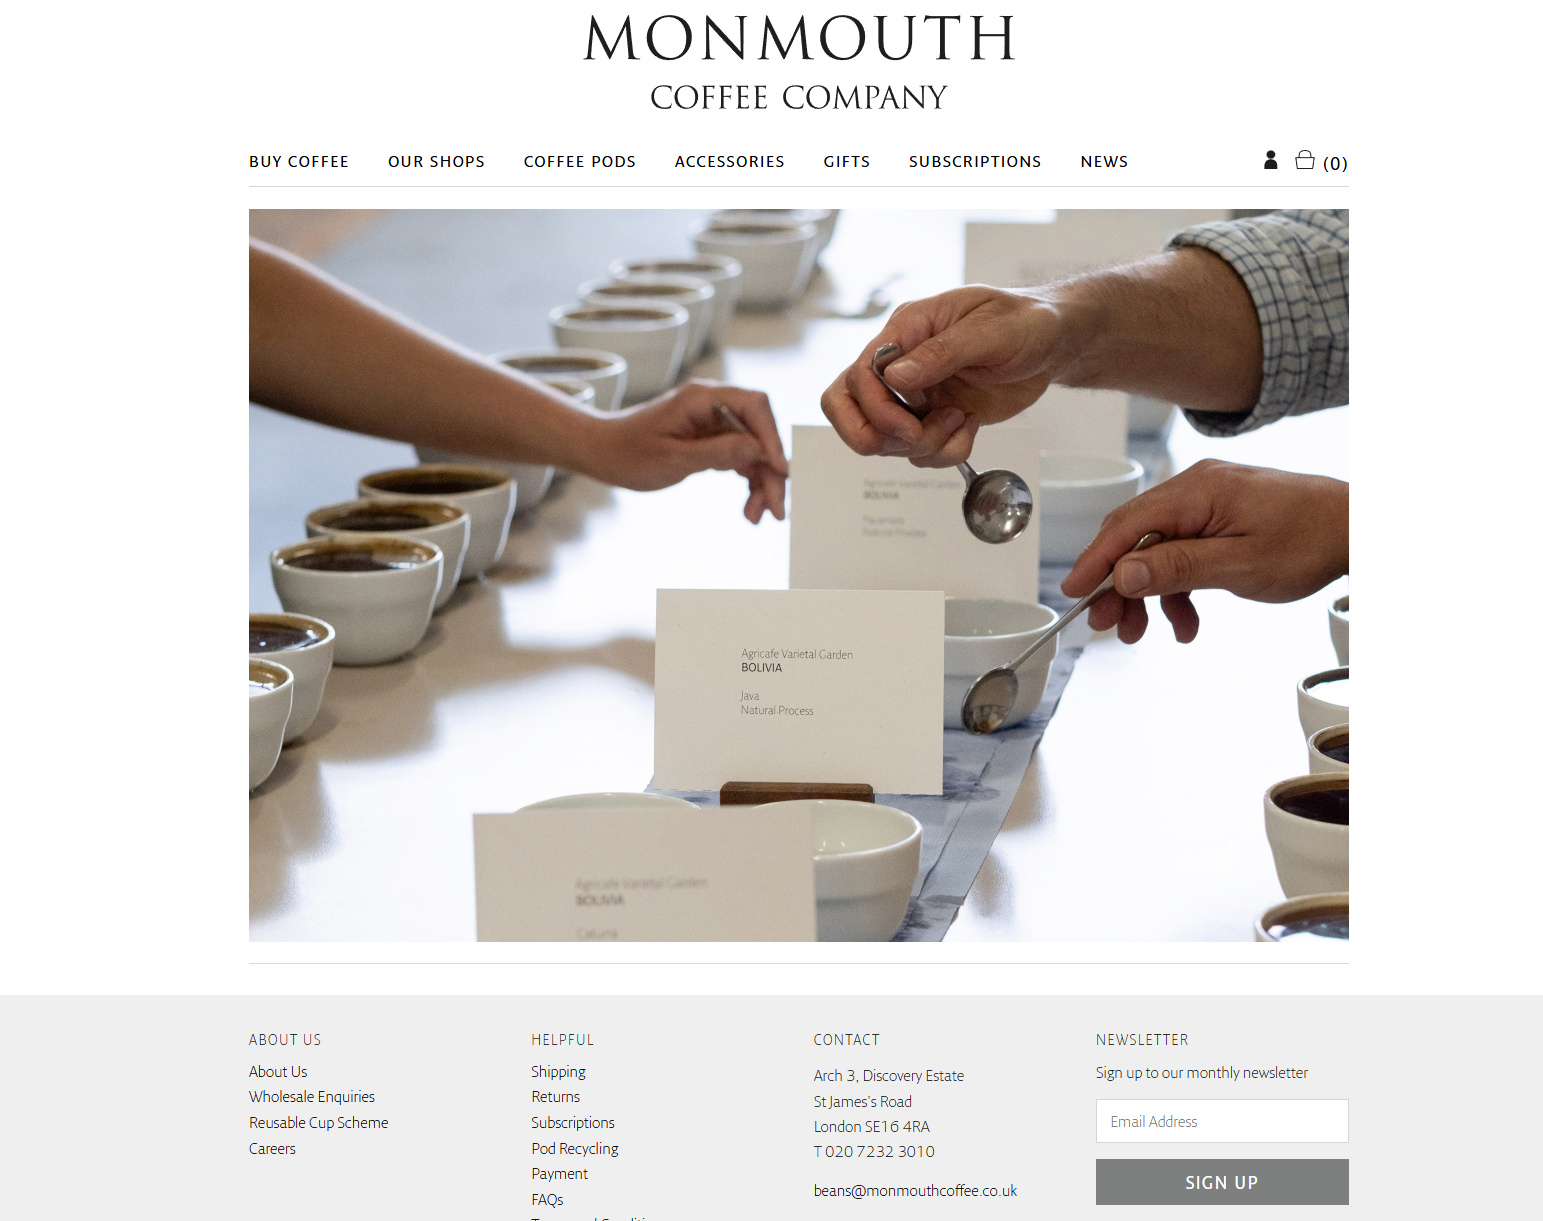 MONMOUTH
COFFEE COMPANY
BUY COFFEE OUR SHOPS COFFEE PODS ACCESSORIES GIFTS SUBSCRIPTIONS NEWS (0)
Agricafe Varietal Garden
BOLIVIA
Natural Process
Agricafe Varietal Garden
BOLIVIA
Java
Natural Process
Agricafe Varietal Garden
BOLIVIA
Caturra
ABOUT US
About Us
Wholesale Enquiries
Reusable Cup Scheme
Careers
HELPFUL
Shipping
Returns
Subscriptions
Pod Recycling
Payment
FAQs
CONTACT
Arch 3, Discovery Estate
St James's Road
London SE16 4RA
T 020 7232 3010
beans@monmouthcoffee.co.uk
NEWSLETTER
Sign up to our monthly newsletter
Email Address
SIGN UP